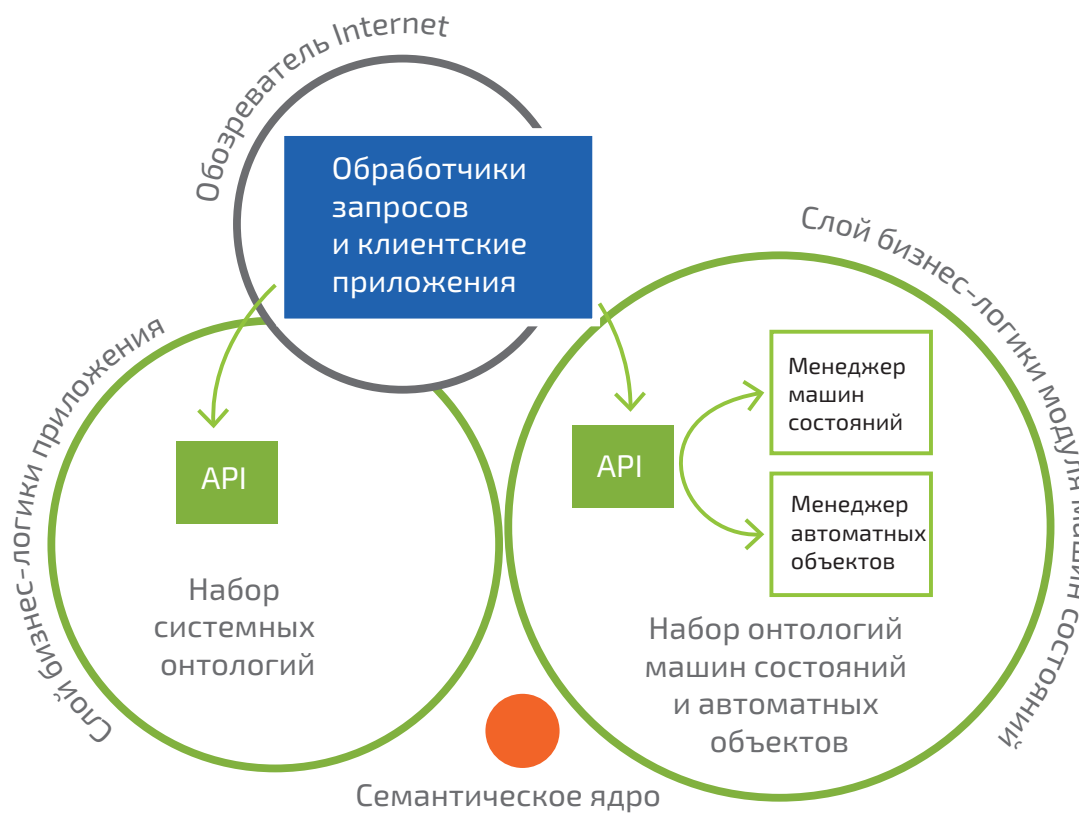 Обозреватель Internet
Обработчики
запросов
и клиентские
приложения
Слой бизнес-логики приложения
API
Набор
системных
онтологий
Слой бизнес-логики модуля машин состояний
API
Менеджер
машин
состояний
Менеджер
автоматных
объектов
Набор онтологий
машин состояний
и автоматных
объектов
Семантическое ядро